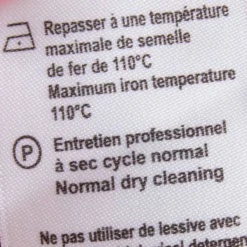 Repasser à une température
maximale de semelle
de fer de 110°C
Maximum iron temperature
110°C
P Entretien professionnel
à sec cycle normal
Normal dry cleaning
Ne pas utiliser de lessive avec